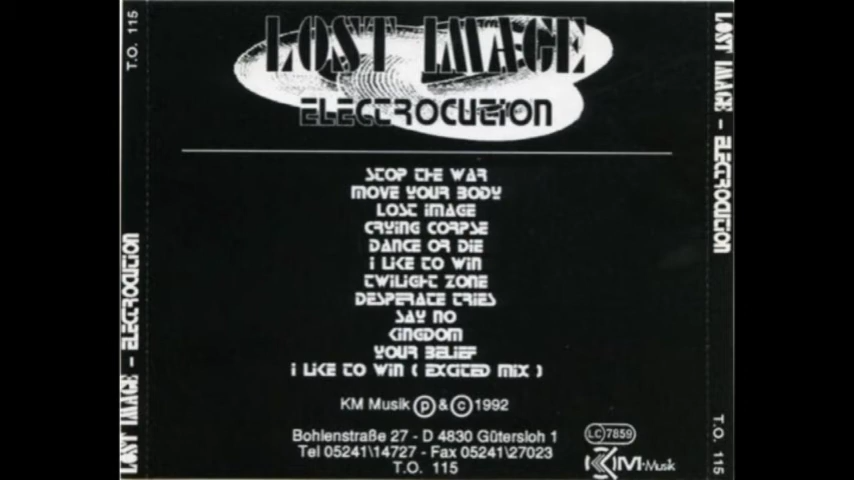 T.O. 115
LOST IMAGE
ELECTROCUTION
STOP THE WAR
MOVE YOUR BODY
LOST IMAGE
CRYING CORPSE
DANCE OR DIE
I LIKE TO WIN
TWILIGHT ZONE
DESPERATE TRIES
SAY NO
KINGDOM
YOUR BELIEF
I LIKE TO WIN ( EXCITED MIX )
KM Musik Ⓟ & © 1992
Bohlenstraße 27 - D 4830 Gütersloh 1
Tel 05241\14727 - Fax 05241\27023
T.O. 115
LC 7859
KM-Musik
LOST IMAGE - ELECTROCUTION
LOST IMAGE - ELECTROCUTION
T.O. 115